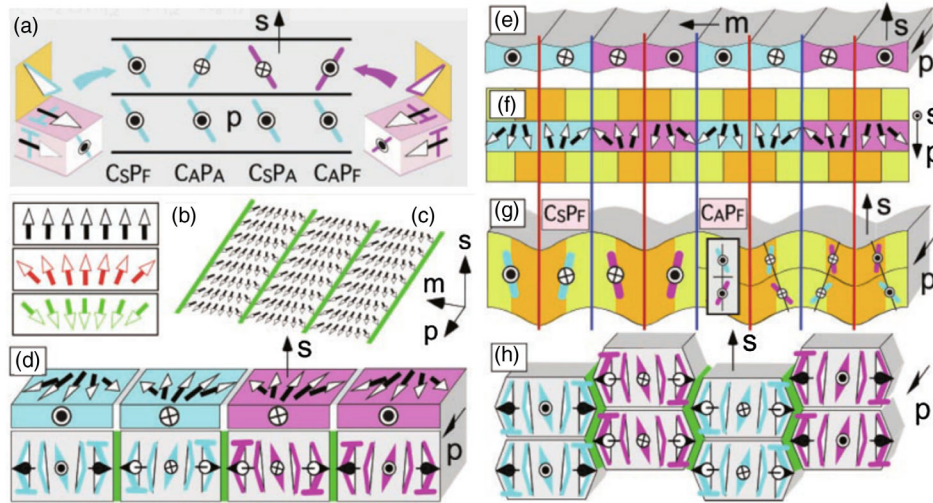 (a)
s
p
CSPF CAPA CSPA CAPF
(b)
(c)
s
m
p
(d)
s
p
(e)
m
s
p
(f)
s
p
(g)
CSPF
CAPF
s
p
(h)
s
p